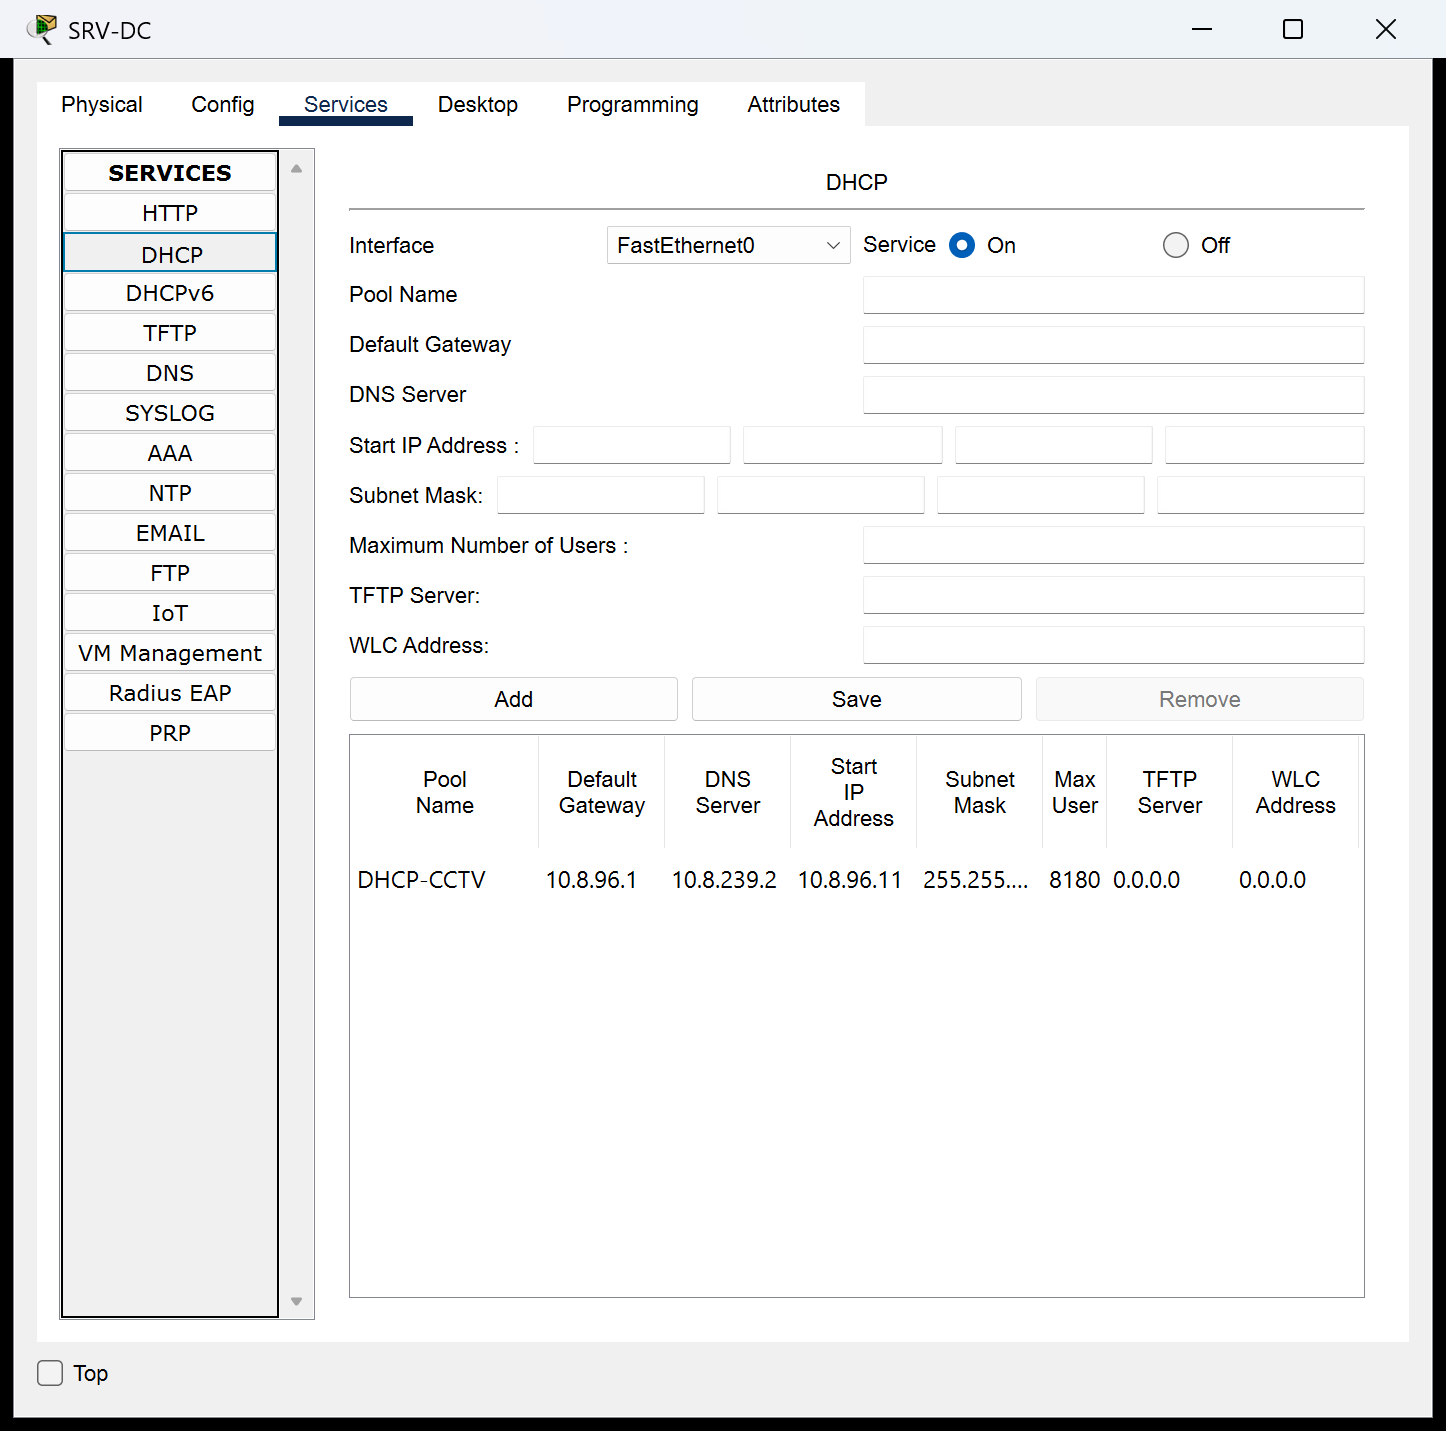 SRV-DC
Physical Config Services Desktop Programming Attributes
SERVICES
HTTP
DHCP
DHCPv6
TFTP
DNS
SYSLOG
AAA
NTP
EMAIL
FTP
IoT
VM Management
Radius EAP
PRP
DHCP
Interface FastEthernet0 Service On Off
Pool Name
Default Gateway
DNS Server
Start IP Address :
Subnet Mask:
Maximum Number of Users :
TFTP Server:
WLC Address:
Add Save Remove
Pool Name Default Gateway DNS Server Start IP Address Subnet Mask Max User TFTP Server WLC Address
DHCP-CCTV 10.8.96.1 10.8.239.2 10.8.96.11 255.255.... 8180 0.0.0.0 0.0.0.0
Top